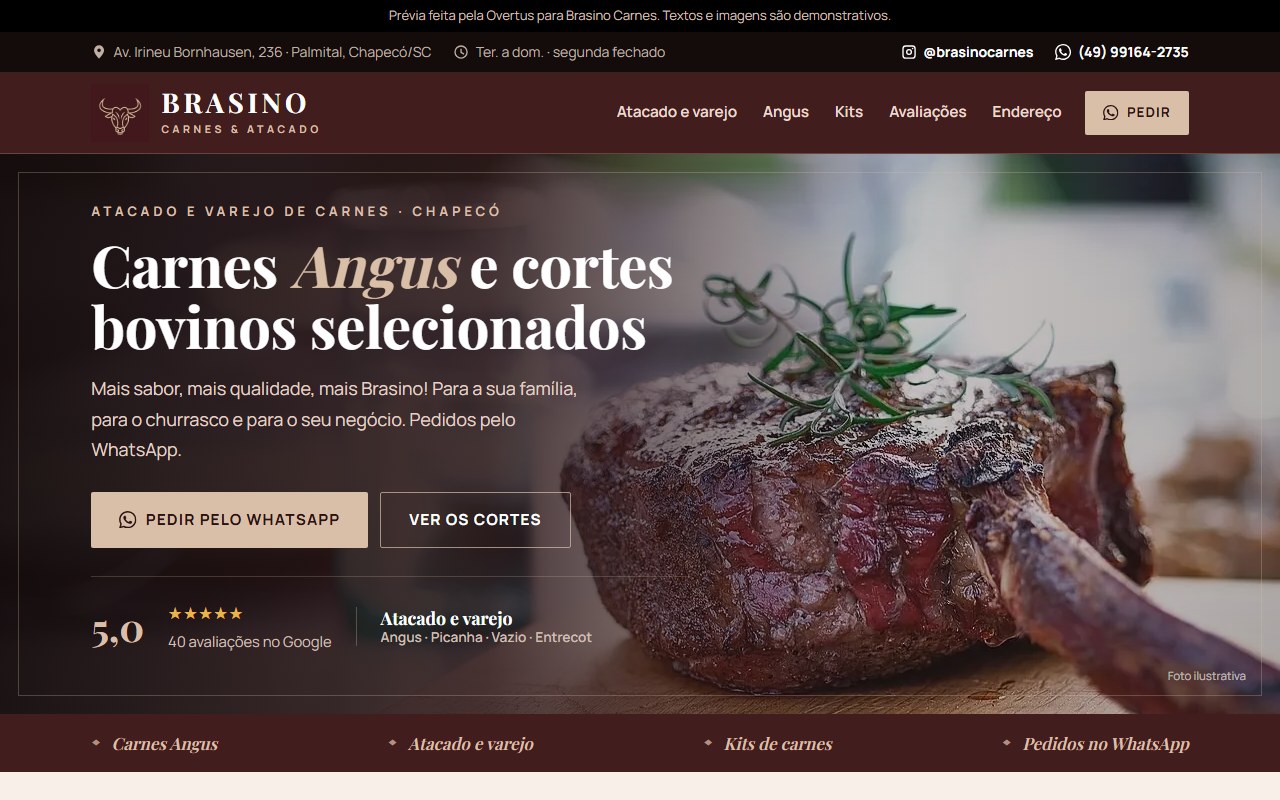 Prévia feita pela Overtus para Brasino Carnes. Textos e imagens são demonstrativos.
Av. Irineu Bornhausen, 236 · Palmital, Chapecó/SC
Ter. a dom. · segunda fechado
@brasinocarnes
(49) 99164-2735
BRASINO
CARNES & ATACADO
Atacado e varejo
Angus
Kits
Avaliações
Endereço
PEDIR
ATACADO E VAREJO DE CARNES · CHAPECÓ
Carnes Angus e cortes
bovinos selecionados
Mais sabor, mais qualidade, mais Brasino! Para a sua família,
para o churrasco e para o seu negócio. Pedidos pelo
WhatsApp.
PEDIR PELO WHATSAPP
VER OS CORTES
5,0
★★★★★
40 avaliações no Google
Atacado e varejo
Angus · Picanha · Vazio · Entrecot
Foto ilustrativa
Carnes Angus
Atacado e varejo
Kits de carnes
Pedidos no WhatsApp